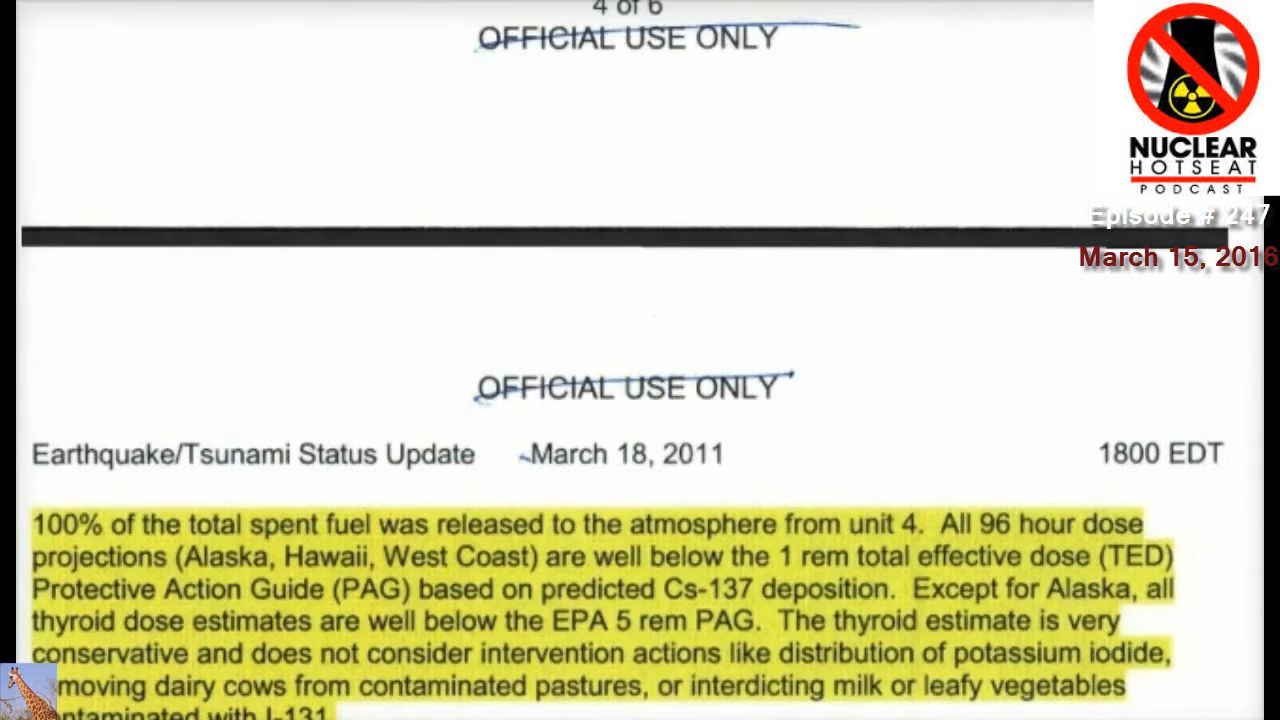 4 of 6
OFFICIAL USE ONLY
NUCLEAR
HOTSEAT
PODCAST
Episode # 247
March 15, 2016
OFFICIAL USE ONLY
Earthquake/Tsunami Status Update March 18, 2011 1800 EDT
100% of the total spent fuel was released to the atmosphere from unit 4. All 96 hour dose
projections (Alaska, Hawaii, West Coast) are well below the 1 rem total effective dose (TED)
Protective Action Guide (PAG) based on predicted Cs-137 deposition. Except for Alaska, all
thyroid dose estimates are well below the EPA 5 rem PAG. The thyroid estimate is very
conservative and does not consider intervention actions like distribution of potassium iodide,
moving dairy cows from contaminated pastures, or interdicting milk or leafy vegetables
with I-131